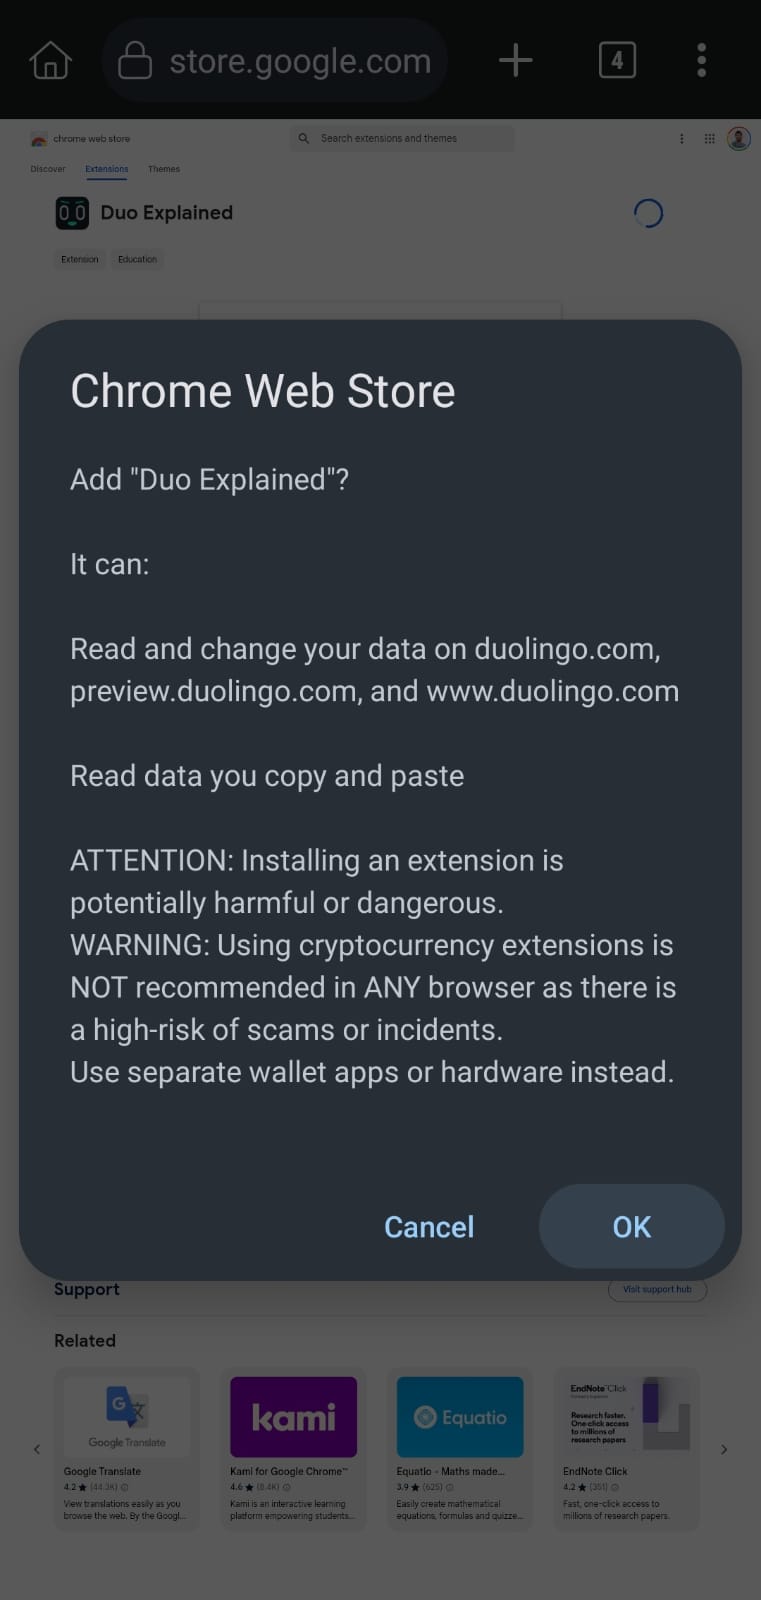 store.google.com
4
chrome web store
Search extensions and themes
Discover
Extensions
Themes
Duo Explained
Extension
Education
Chrome Web Store
Add "Duo Explained"?
It can:
Read and change your data on duolingo.com,
preview.duolingo.com, and www.duolingo.com
Read data you copy and paste
ATTENTION: Installing an extension is
potentially harmful or dangerous.
WARNING: Using cryptocurrency extensions is
NOT recommended in ANY browser as there is
a high-risk of scams or incidents.
Use separate wallet apps or hardware instead.
Cancel
OK
Support
Visit support hub
Related
Google Translate
Google Translate
4.2 ★ (44.3K)
View translations easily as you
browse the web. By the Googl...
kami
Kami for Google Chrome™
4.6 ★ (8.4K)
Kami is an interactive learning
platform empowering students...
Equatio
Equatio - Maths made...
3.9 ★ (625)
Easily create mathematical
equations, formulas and quizze...
EndNote Click
Research faster.
One-click access
to millions of
research papers
EndNote Click
4.2 ★ (351)
Fast, one-click access to
millions of research papers.